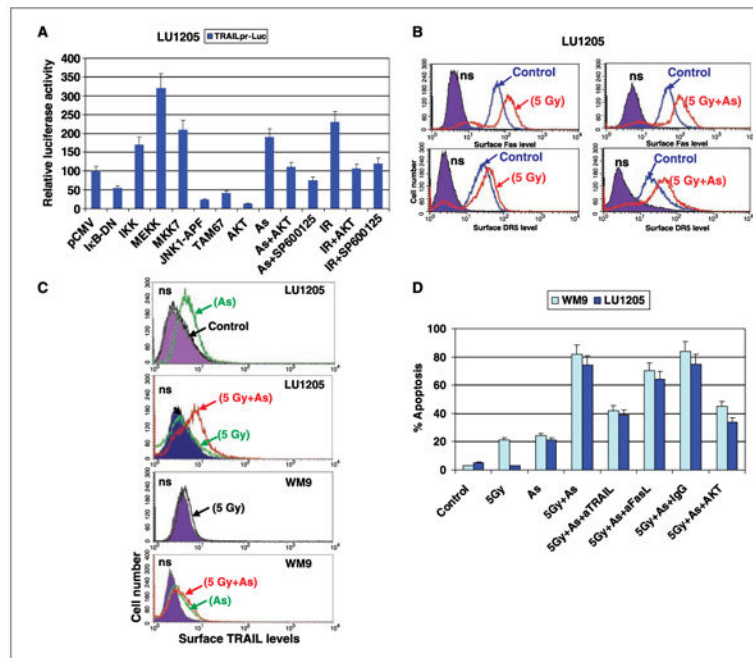 A
LU1205
TRAILpr-Luc
Relative luciferase activity
400
350
300
250
200
150
100
50
0
pCMV
IκB-DN
IKK
MEKK
MKK7
JNK1-APF
TAM67
AKT
As
As+AKT
As+SP600125
IR
IR+AKT
IR+SP600125
B
LU1205
ns
Control
(5 Gy)
Surface Fas level
ns
Control
(5 Gy+As)
Surface Fas level
ns
Control
(5 Gy)
Surface DR5 level
ns
Control
(5 Gy+As)
Surface DR5 level
Cell number
C
ns
LU1205
(As)
Control
ns
LU1205
(5 Gy+As)
(5 Gy)
ns
WM9
(5 Gy)
ns
WM9
(5 Gy+As)
(As)
Cell number
Surface TRAIL levels
D
WM9
LU1205
% Apoptosis
100
80
60
40
20
0
Control
5Gy
As
5Gy+As
5Gy+As+aTRAIL
5Gy+As+aFasL
5Gy+As+IgG
5Gy+As+AKT